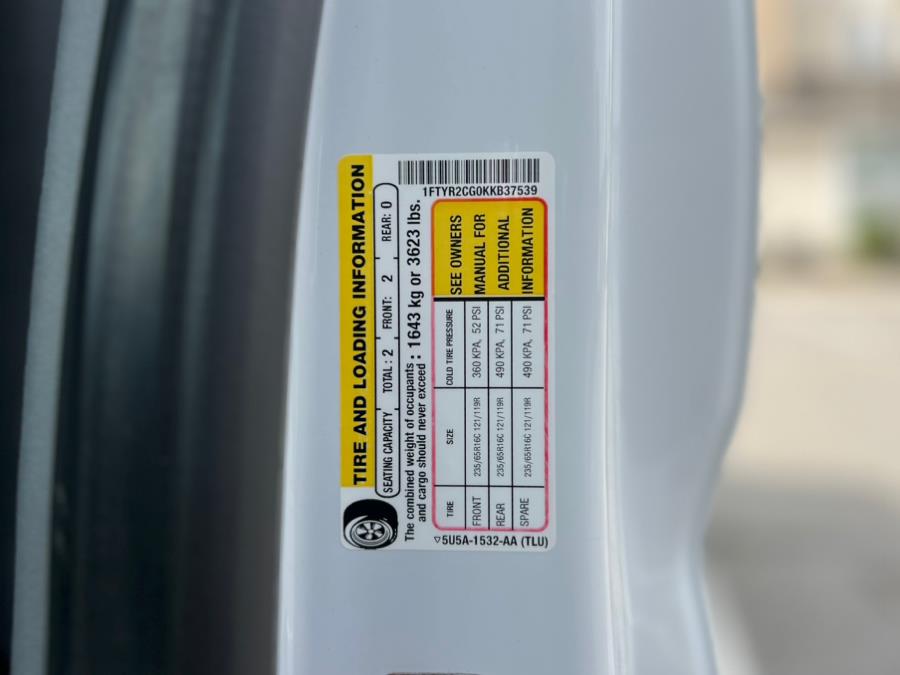 1FTYR2CG0KKB37539
TIRE AND LOADING INFORMATION
SEATING CAPACITY TOTAL : 2 FRONT: 2 REAR: 0
The combined weight of occupants
and cargo should never exceed : 1643 kg or 3623 lbs.
TIRE SIZE COLD TIRE PRESSURE
FRONT 235/65R16C 121/119R 360 KPA, 52 PSI
REAR 235/65R16C 121/119R 490 KPA, 71 PSI
SPARE 235/65R16C 121/119R 490 KPA, 71 PSI
SEE OWNERS
MANUAL FOR
ADDITIONAL
INFORMATION
▽5U5A-1532-AA (TLU)